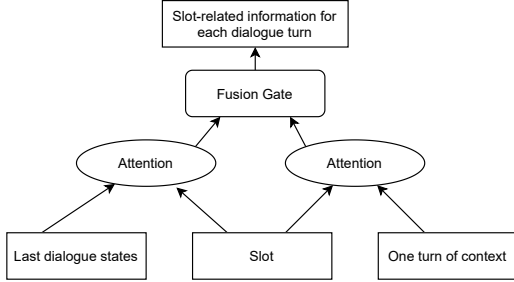 Slot-related information for
each dialogue turn
Fusion Gate
Attention
Attention
Last dialogue states
Slot
One turn of context